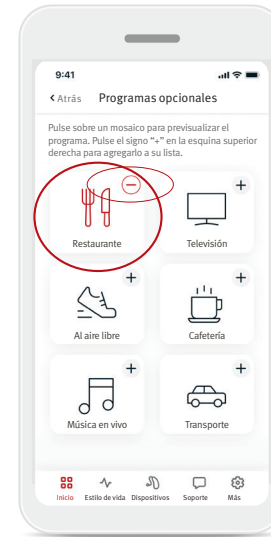 9:41
Atrás Programas opcionales
Pulse sobre un mosaico para previsualizar el
programa. Pulse el signo “+” en la esquina superior
derecha para agregarlo a su lista.
Restaurante Televisión
Al aire libre Cafetería
Música en vivo Transporte
Inicio Estilo de vida Dispositivos Soporte Más